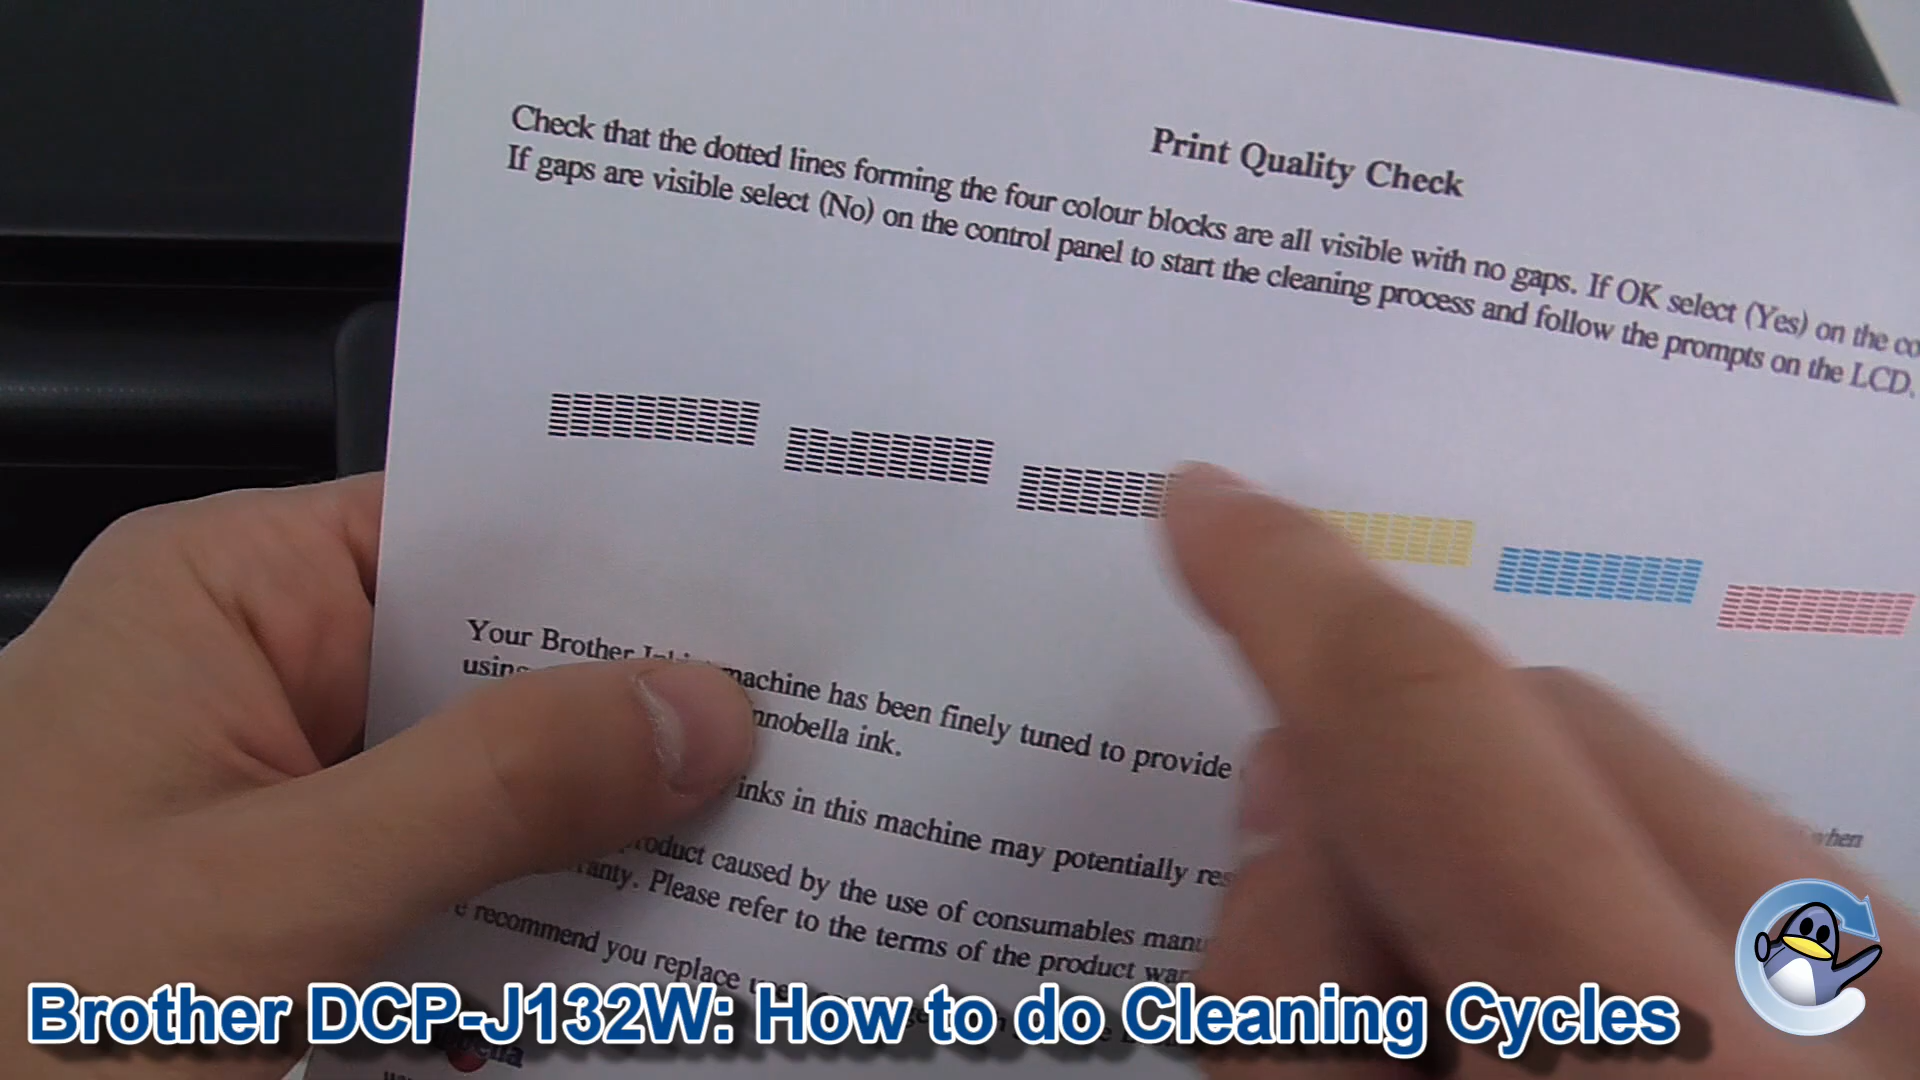 Print Quality Check
Check that the dotted lines forming the four colour blocks are all visible with no gaps. If OK select (Yes) on the
If gaps are visible select (No) on the control panel to start the cleaning process and follow the prompts on the LCD.
Your Brother machine has been finely tuned to provide
ink.
inks in this machine may potentially
caused by the use of consumables
Please refer to the terms of the product
recommend you replace
when
Brother DCP-J132W: How to do Cleaning Cycles